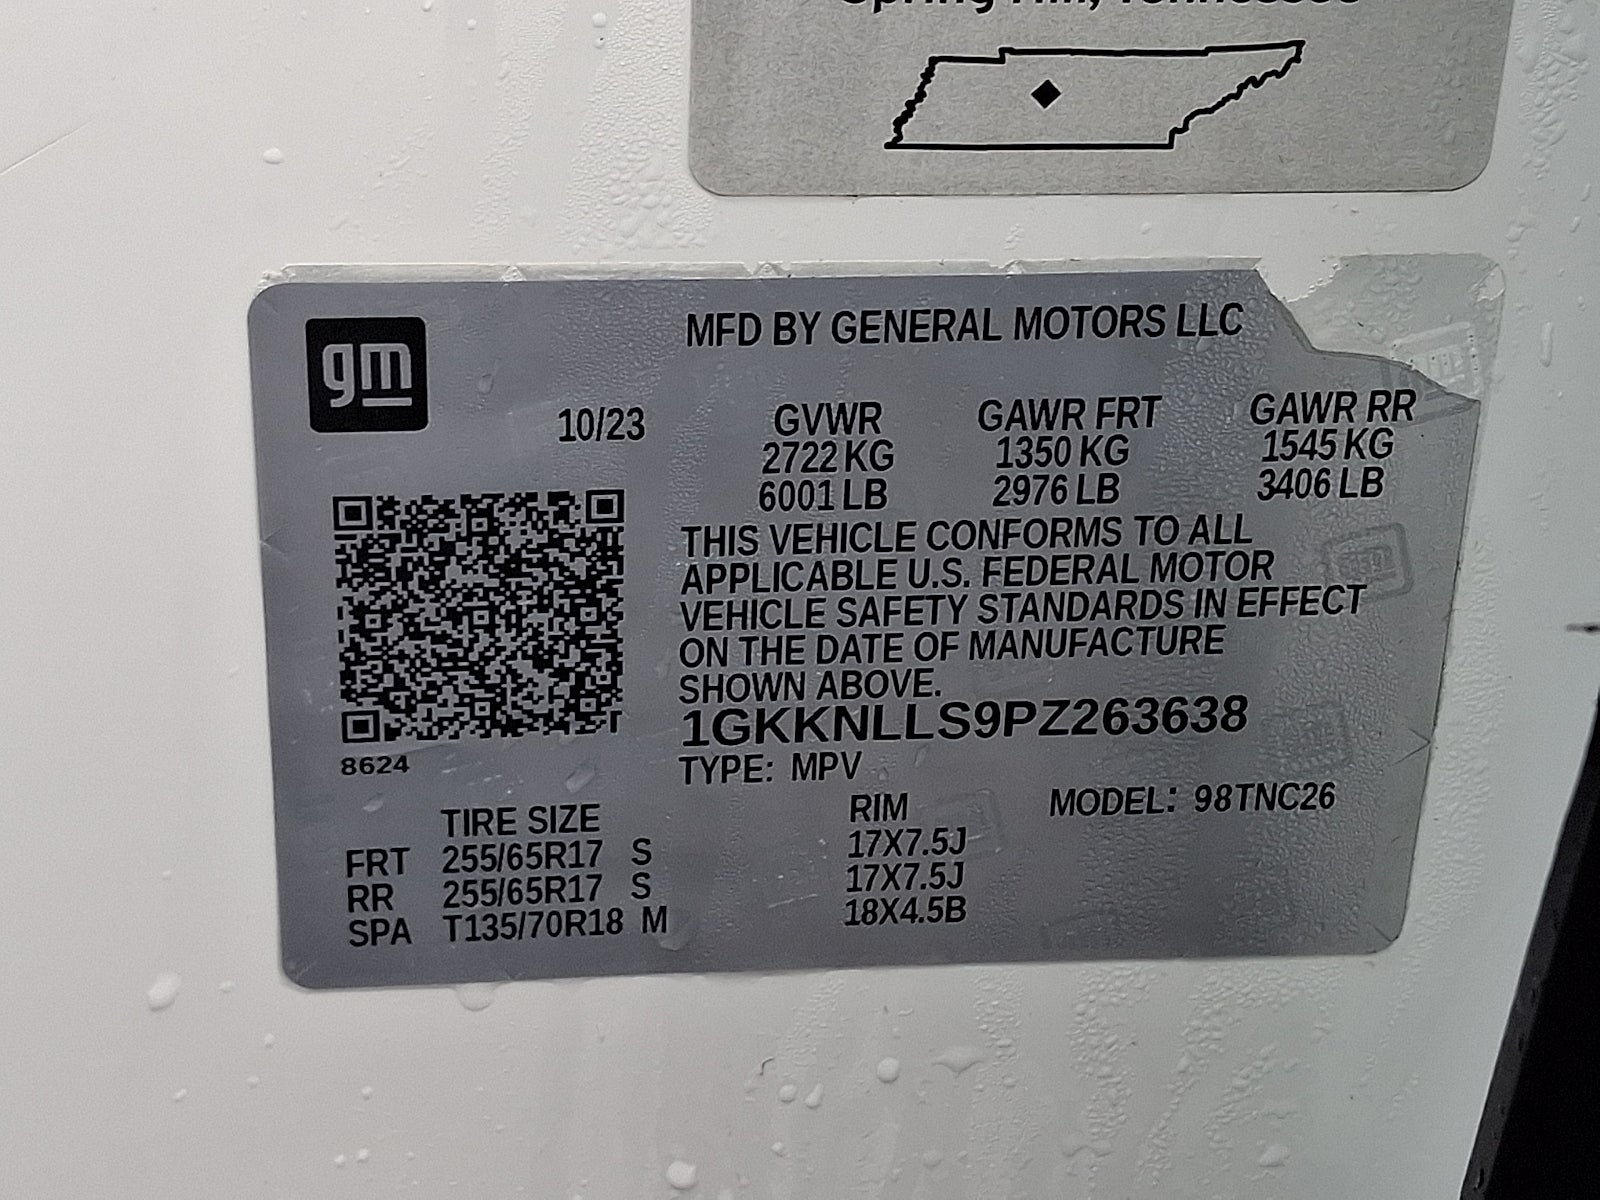 Spring Hill, Tennessee
gm
MFD BY GENERAL MOTORS LLC
10/23
GVWR GAWR FRT GAWR RR
2722 KG 1350 KG 1545 KG
6001 LB 2976 LB 3406 LB
THIS VEHICLE CONFORMS TO ALL
APPLICABLE U.S. FEDERAL MOTOR
VEHICLE SAFETY STANDARDS IN EFFECT
ON THE DATE OF MANUFACTURE
SHOWN ABOVE.
1GKKNLLS9PZ263638
8624
TYPE: MPV
MODEL: 98TNC26
TIRE SIZE RIM
FRT 255/65R17 S 17X7.5J
RR 255/65R17 S 17X7.5J
SPA T135/70R18 M 18X4.5B